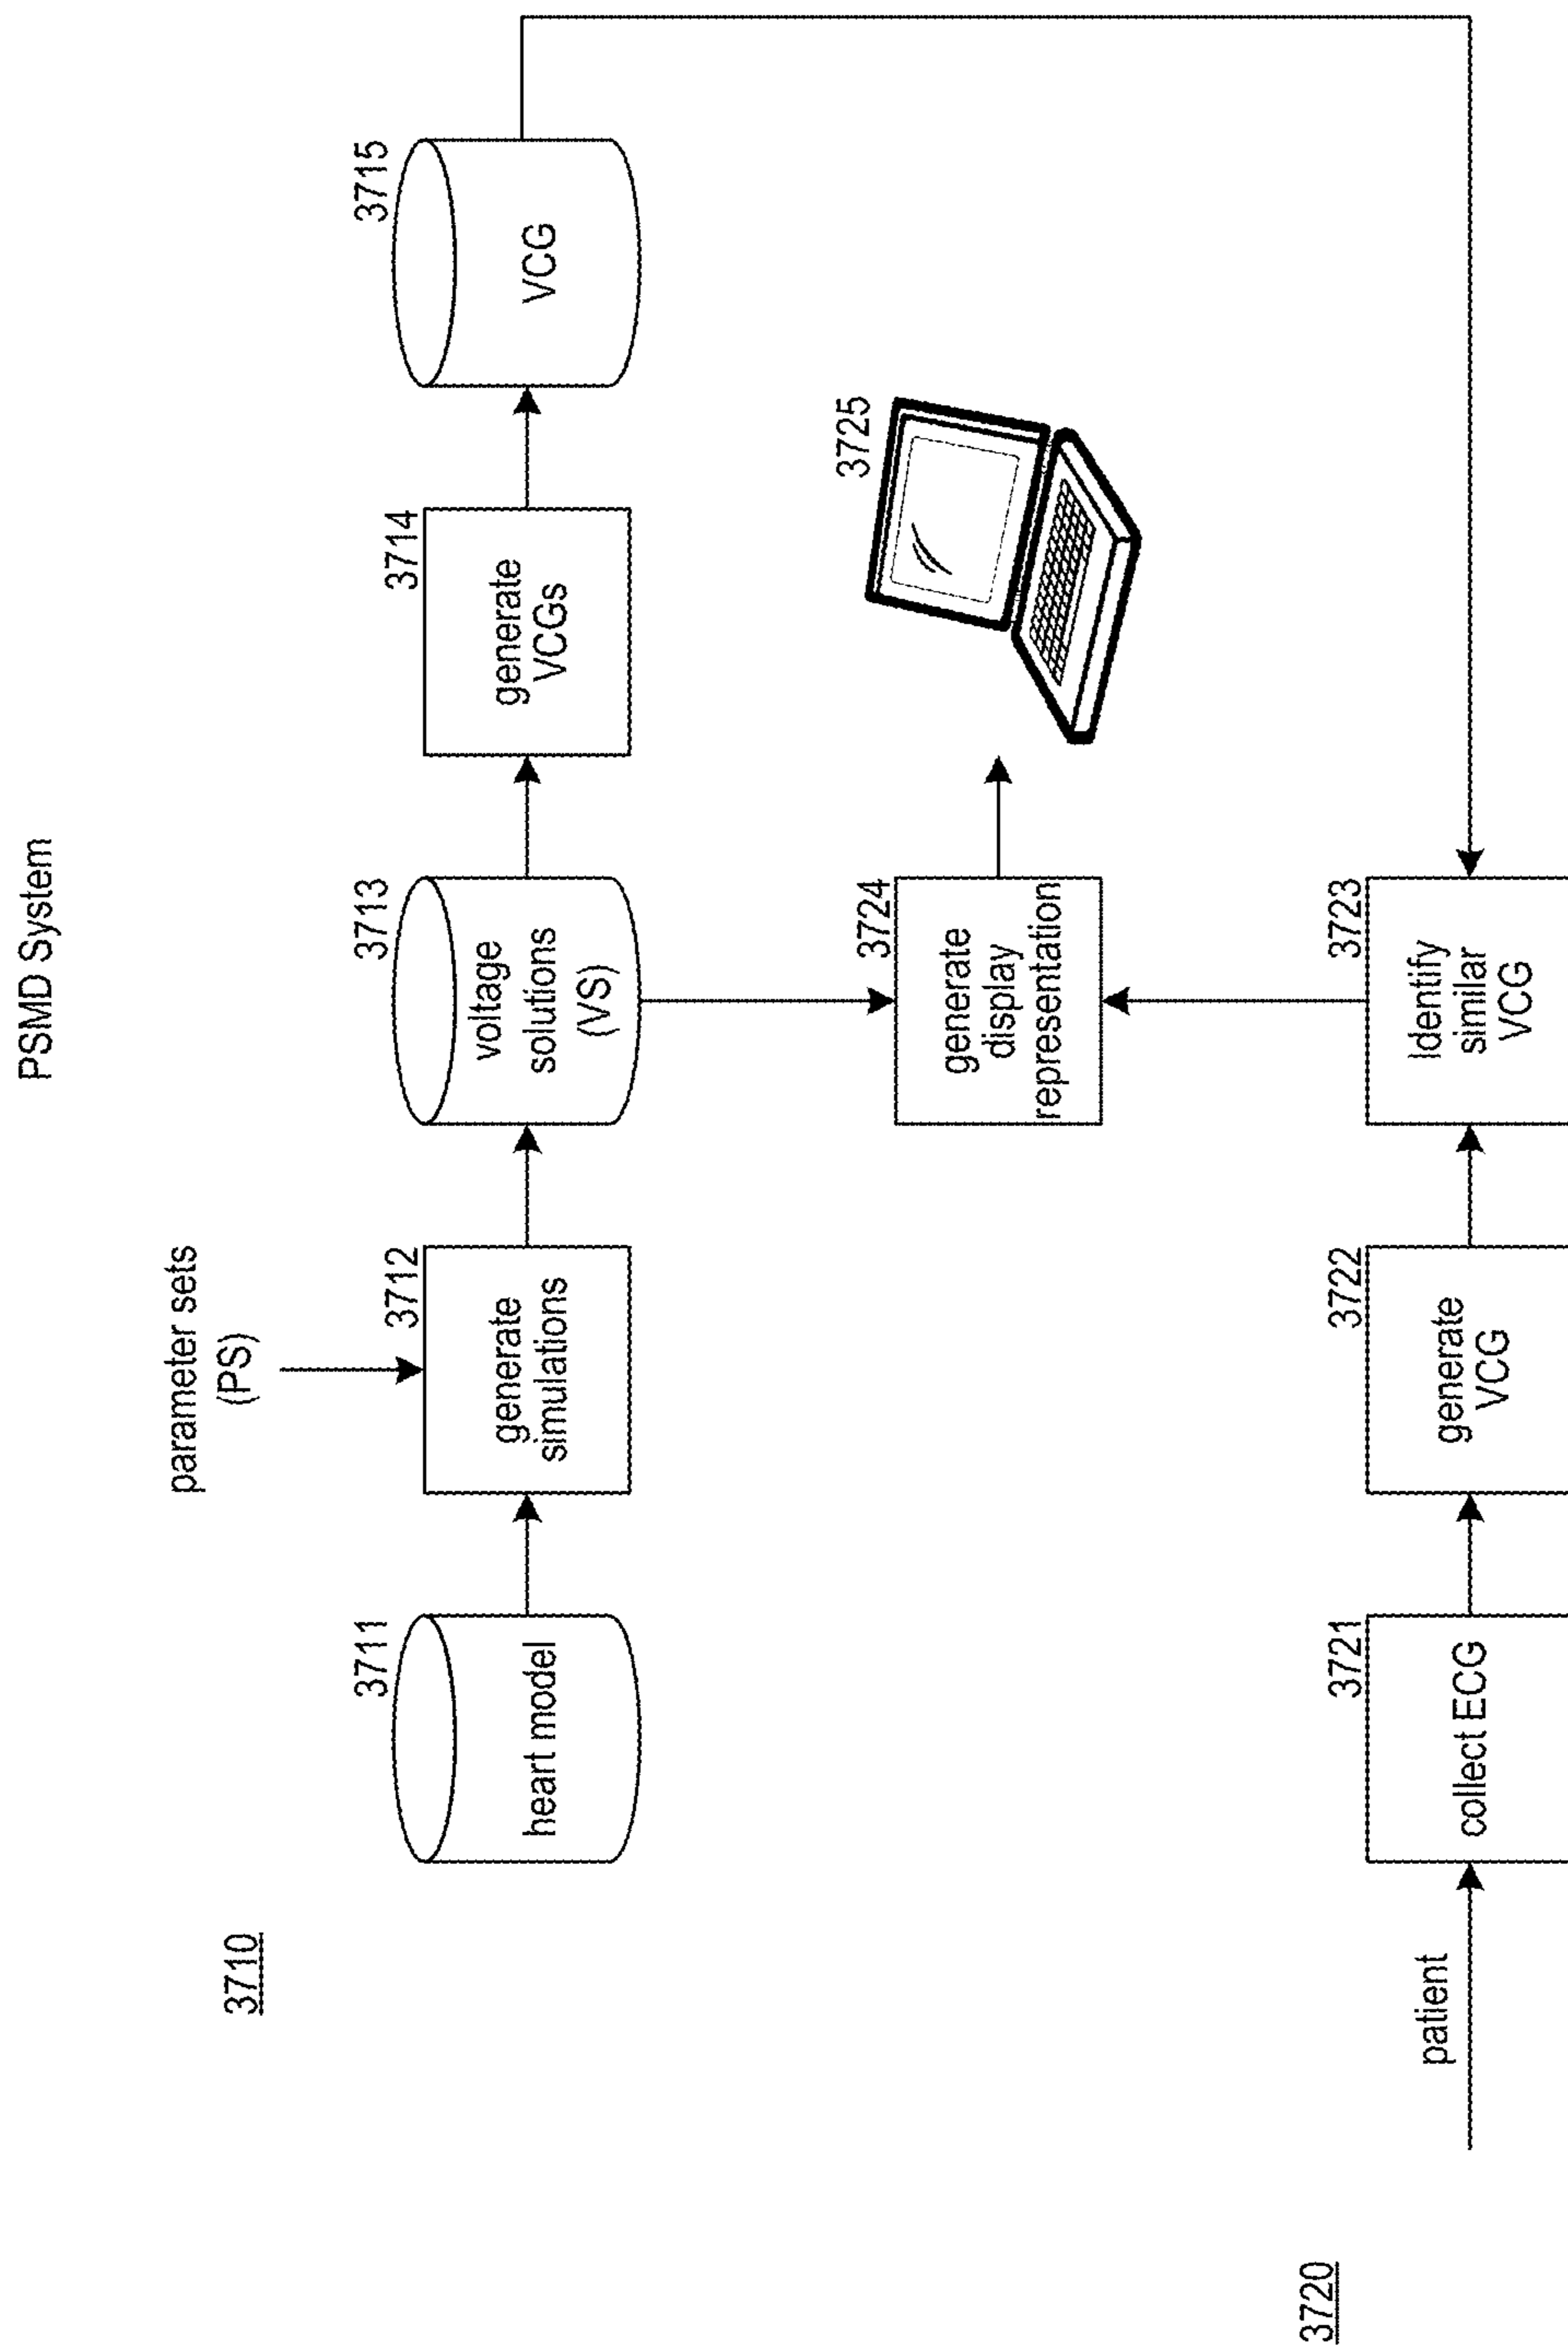 PSMD System
3710
parameter sets
(PS)
3711
heart model
3712
generate
simulations
3713
voltage
solutions
(VS)
3714
generate
VCGs
3715
VCG
3724
generate
display
representation
3725
3720
patient
3721
collect ECG
3722
generate
VCG
3723
Identify
similar
VCG